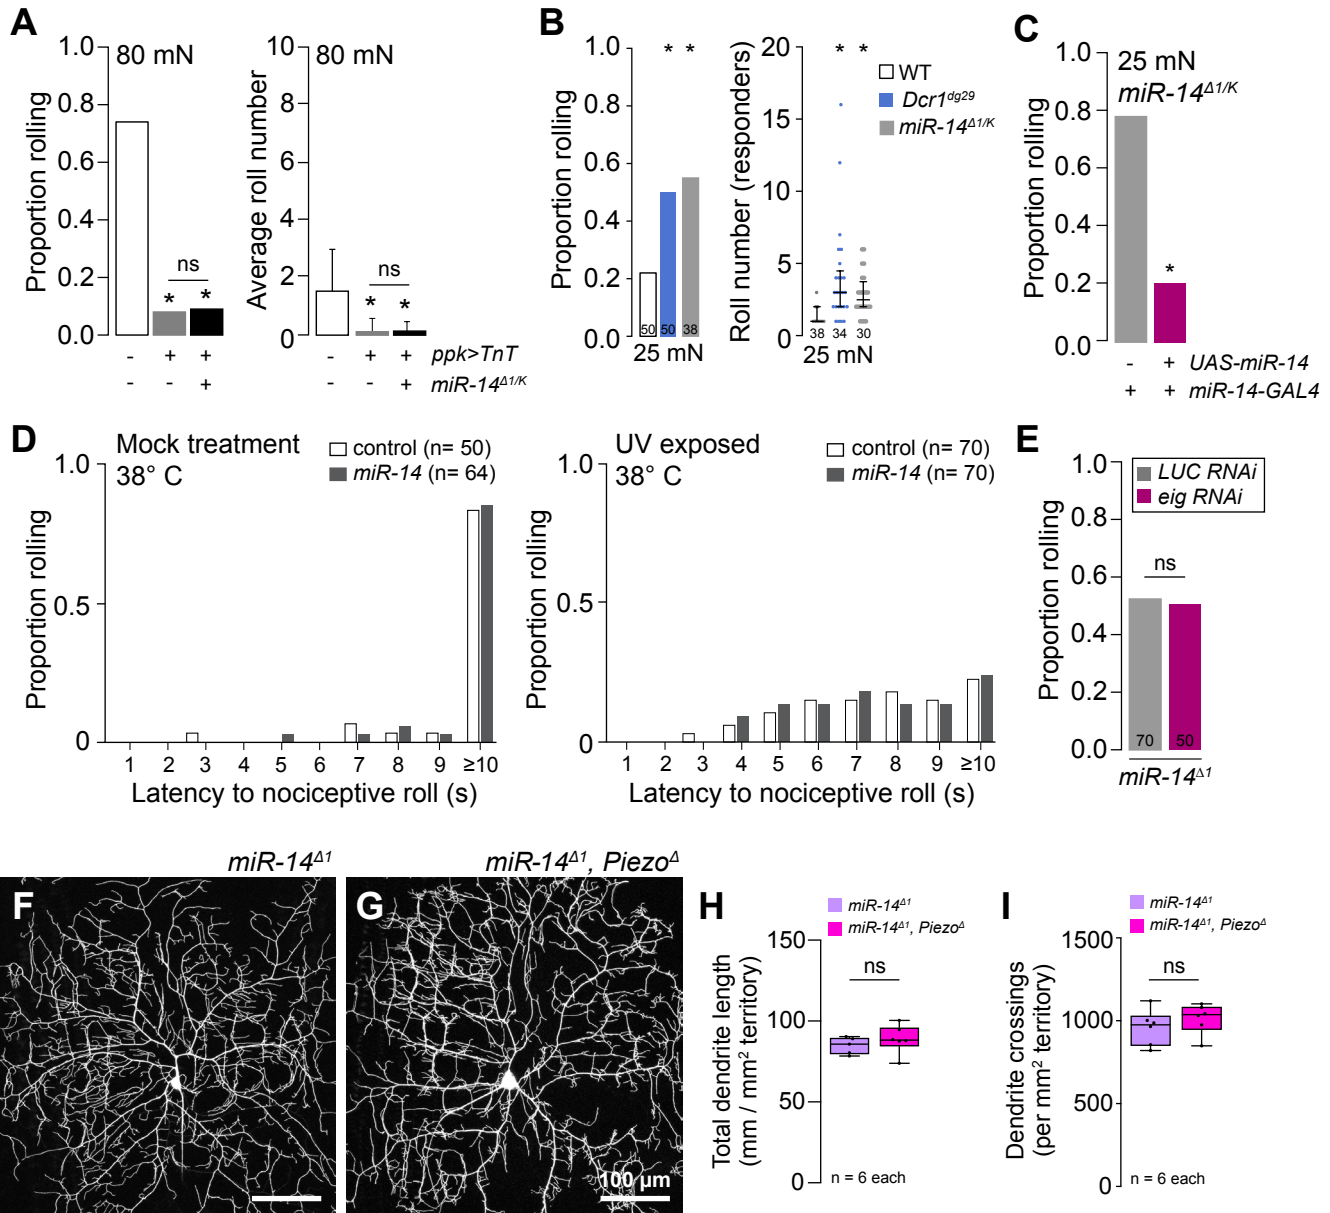 A
80 mN
Proportion rolling
1.0
0.8
0.6
0.4
0.2
0.0
ns
* *
- + +
- - +
80 mN
Average roll number
10
8
6
4
2
0
ns
* *
- + + ppk>TnT
- - + miR-14Δ1/K
B
Proportion rolling
1.0
0.8
0.6
0.4
0.2
0.0
* *
50 50 38
25 mN
Roll number (responders)
20
15
10
5
0
* *
38 34 30
25 mN
WT
Dcr1dg29
miR-14Δ1/K
C
25 mN
miR-14Δ1/K
Proportion rolling
1.0
0.8
0.6
0.4
0.2
0.0
*
- + UAS-miR-14
+ + miR-14-GAL4
D
Mock treatment
38° C
control (n= 50)
miR-14 (n= 64)
Proportion rolling
1.0
0.5
0
1 2 3 4 5 6 7 8 9 ≥10
Latency to nociceptive roll (s)
UV exposed
38° C
control (n= 70)
miR-14 (n= 70)
Proportion rolling
1.0
0.5
0
1 2 3 4 5 6 7 8 9 ≥10
Latency to nociceptive roll (s)
E
LUC RNAi
eig RNAi
Proportion rolling
1.0
0.8
0.6
0.4
0.2
0.0
ns
70 50
miR-14Δ1
miR-14Δ1
F
miR-14Δ1, PiezoΔ
G
100 µm
H
miR-14Δ1
miR-14Δ1, PiezoΔ
Total dendrite length
(mm / mm2 territory)
150
100
50
0
ns
n = 6 each
I
miR-14Δ1
miR-14Δ1, PiezoΔ
Dendrite crossings
(per mm2 territory)
1500
1000
500
0
ns
n = 6 each